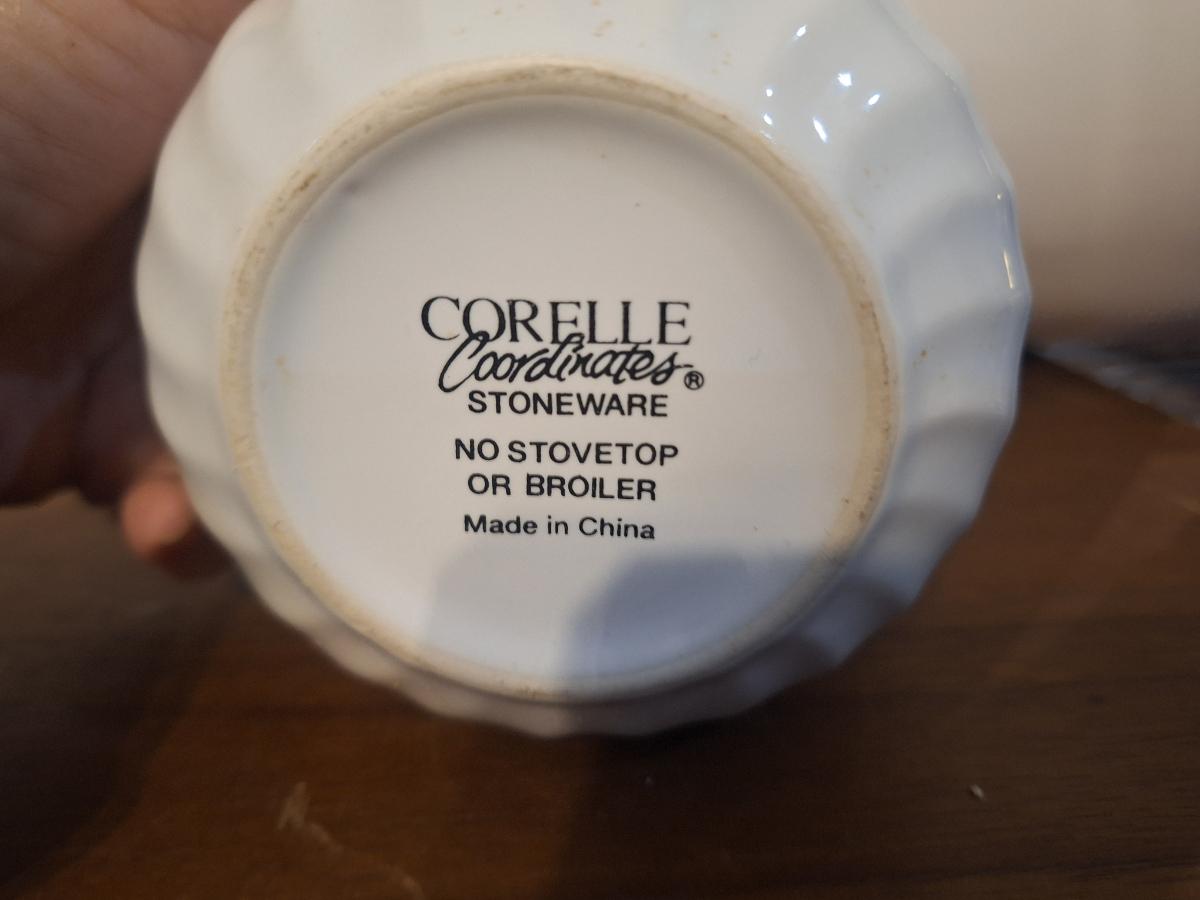 CORELLE
Coordinates®
STONEWARE
NO STOVETOP
OR BROILER
Made in China